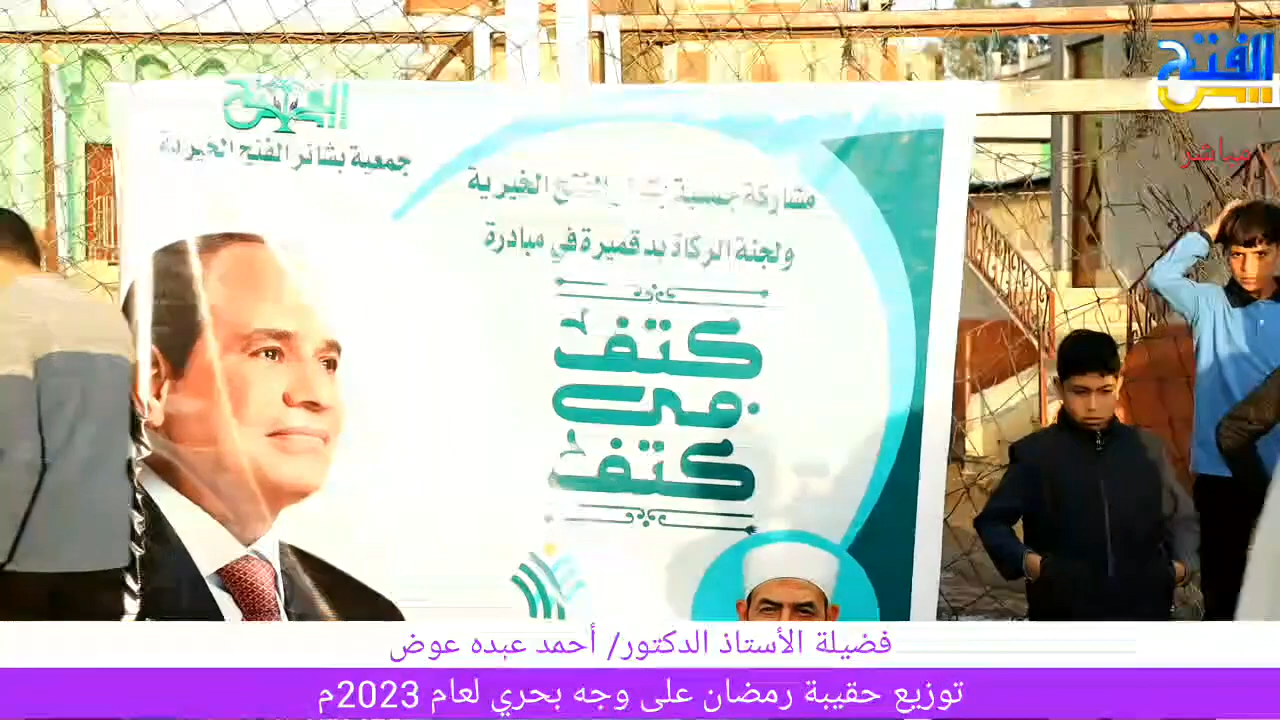 الفتح
مباشر
الفتح
جمعية بشائر الفتح الخيرية
مشاركة جمعية بشائر الفتح الخيرية
ولجنة الزكاة بدقميرة في مبادرة
كتف
في
كتف
فضيلة الأستاذ الدكتور/ أحمد عبده عوض
توزيع حقيبة رمضان على وجه بحري لعام 2023م